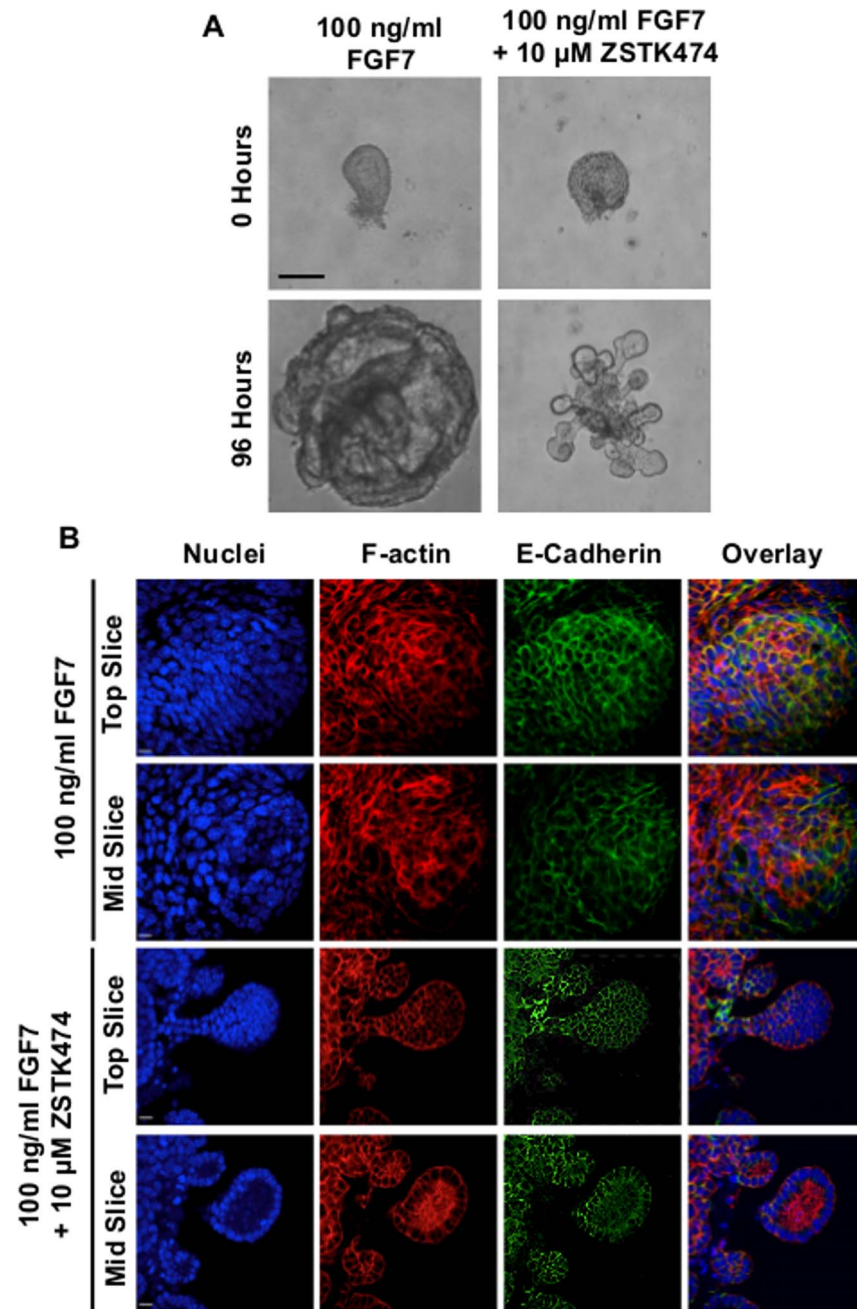 A
100 ng/ml
FGF7
100 ng/ml FGF7
+ 10 µM ZSTK474
0 Hours
96 Hours
B
Nuclei
F-actin
E-Cadherin
Overlay
100 ng/ml FGF7
Top Slice
Mid Slice
100 ng/ml FGF7
+ 10 µM ZSTK474
Top Slice
Mid Slice